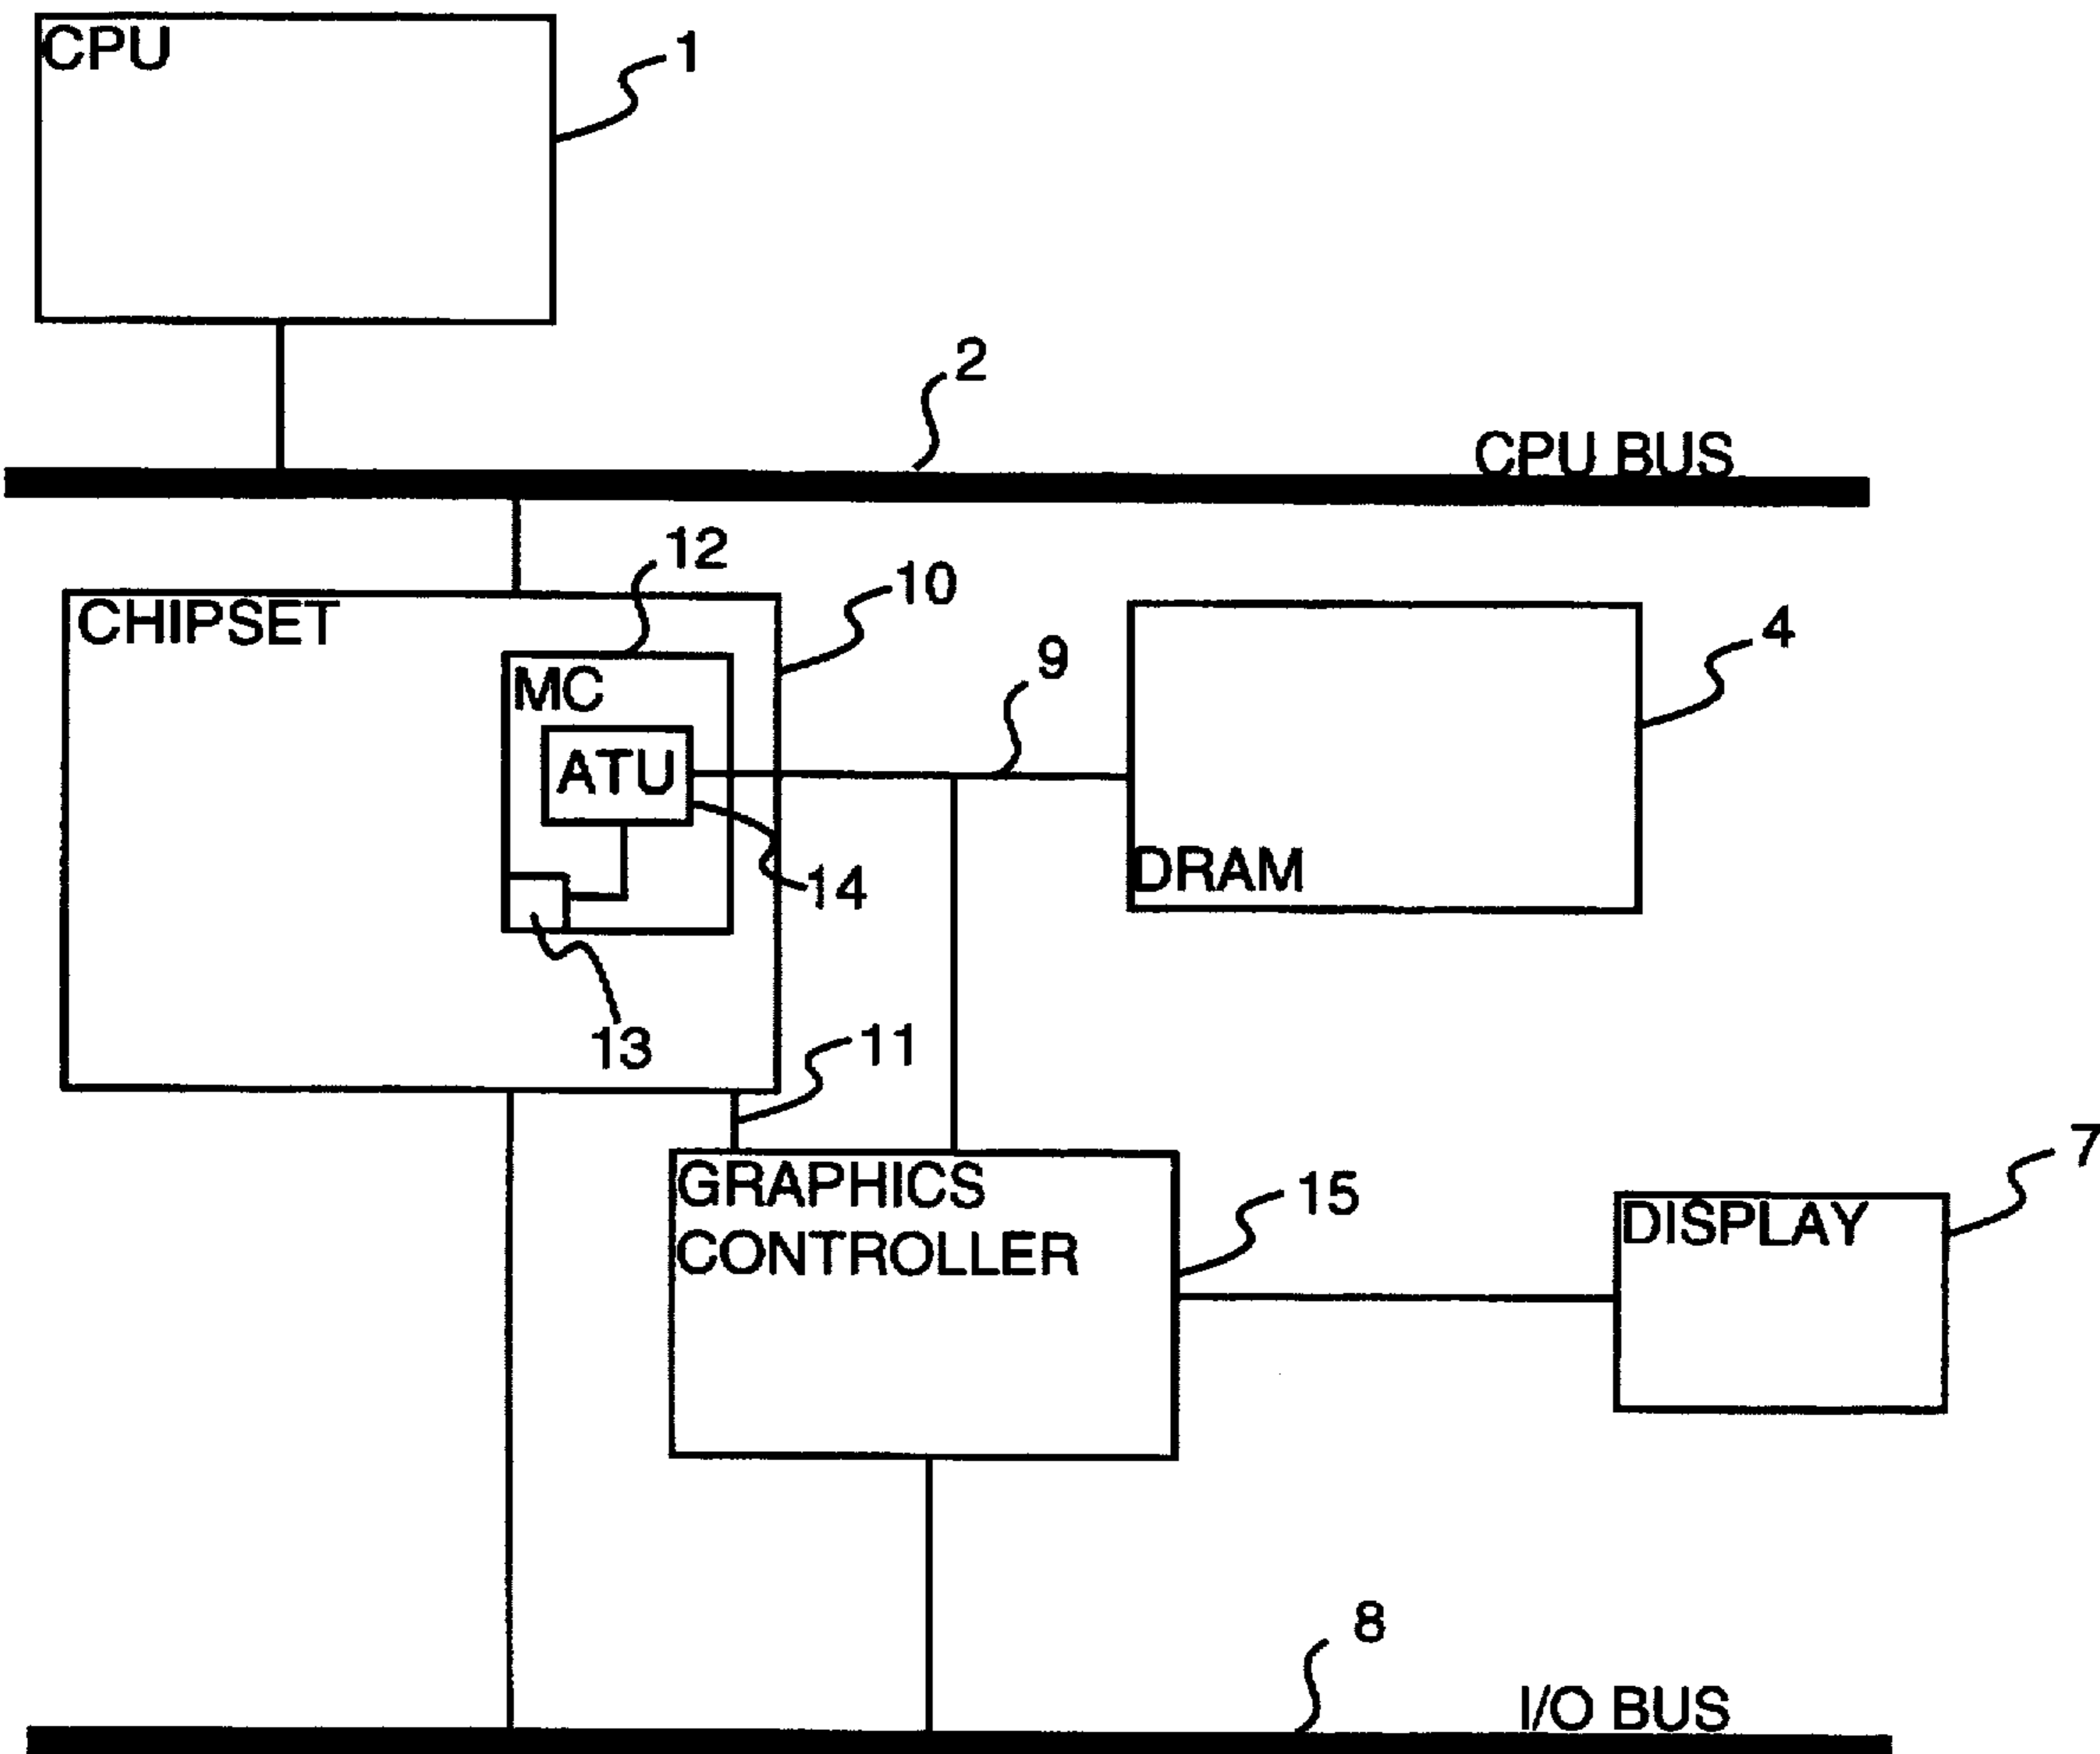 CPU
1
2
CPU BUS
12
10
CHIPSET
4
9
MC
ATU
14
DRAM
13
11
7
GRAPHICS
CONTROLLER
15
DISPLAY
8
I/O BUS